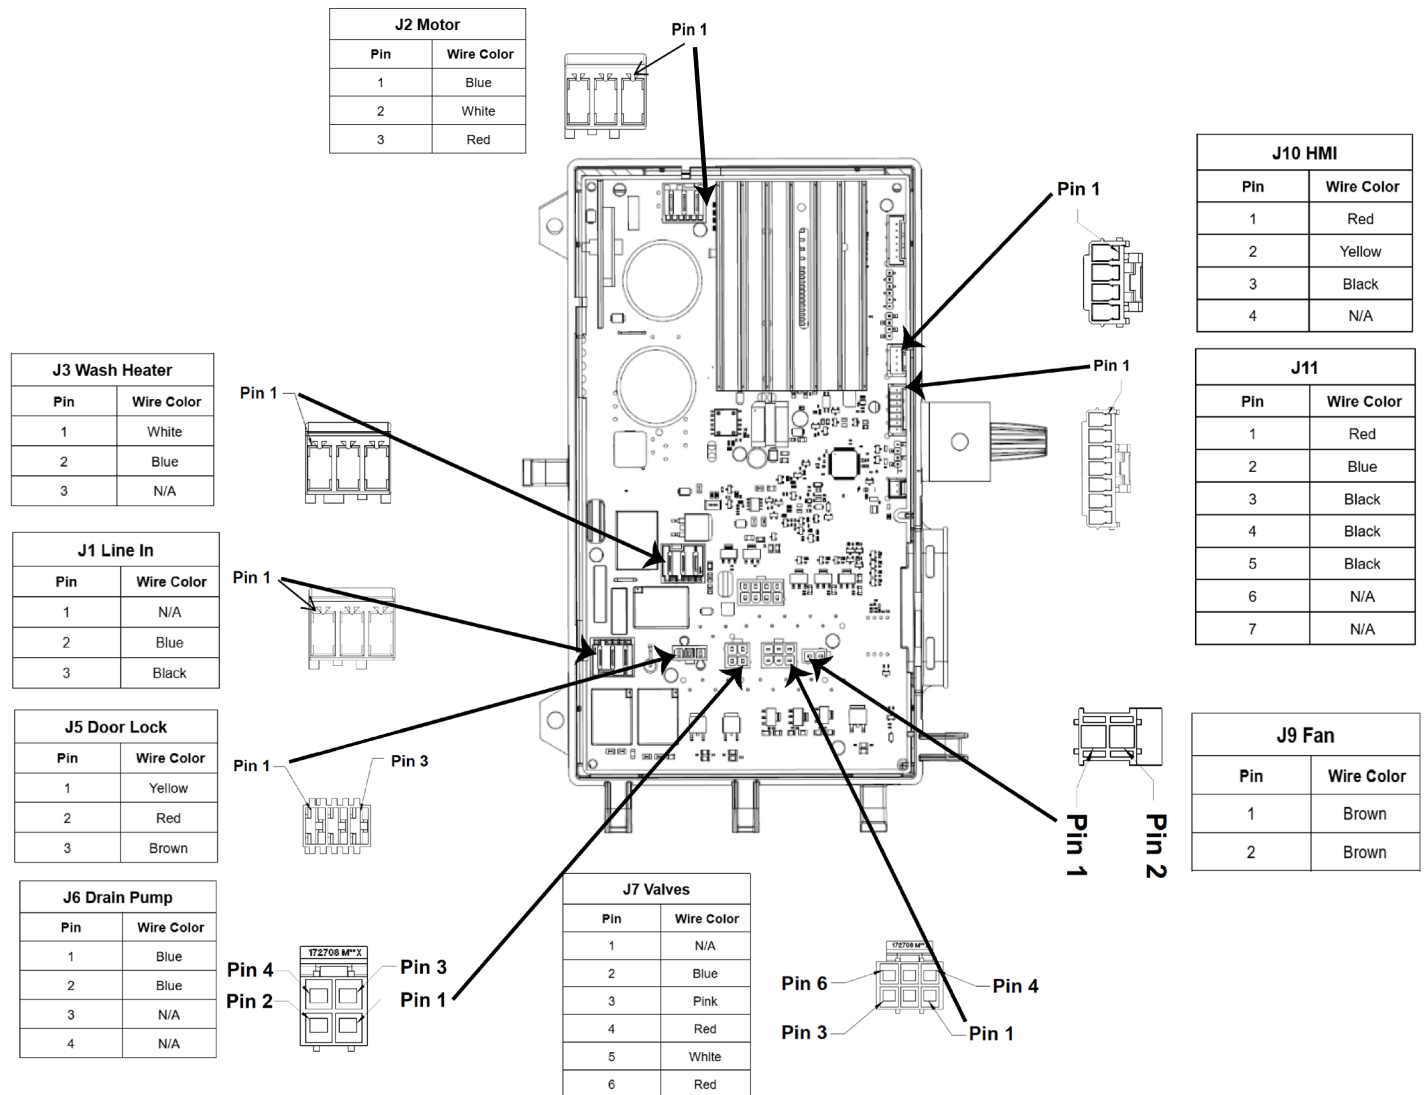 J2 Motor
Pin Wire Color
1 Blue
2 White
3 Red
Pin 1
J10 HMI
Pin Wire Color
1 Red
2 Yellow
3 Black
4 N/A
Pin 1
J11
Pin Wire Color
1 Red
2 Blue
3 Black
4 Black
5 Black
6 N/A
7 N/A
Pin 1
J3 Wash Heater
Pin Wire Color
1 White
2 Blue
3 N/A
Pin 1
J1 Line In
Pin Wire Color
1 N/A
2 Blue
3 Black
Pin 1
J5 Door Lock
Pin Wire Color
1 Yellow
2 Red
3 Brown
Pin 1
Pin 3
J9 Fan
Pin Wire Color
1 Brown
2 Brown
Pin 1
Pin 2
J6 Drain Pump
Pin Wire Color
1 Blue
2 Blue
3 N/A
4 N/A
172708 M**X
Pin 4
Pin 3
Pin 2
Pin 1
J7 Valves
Pin Wire Color
1 N/A
2 Blue
3 Pink
4 Red
5 White
6 Red
172708 M**X
Pin 6
Pin 4
Pin 3
Pin 1